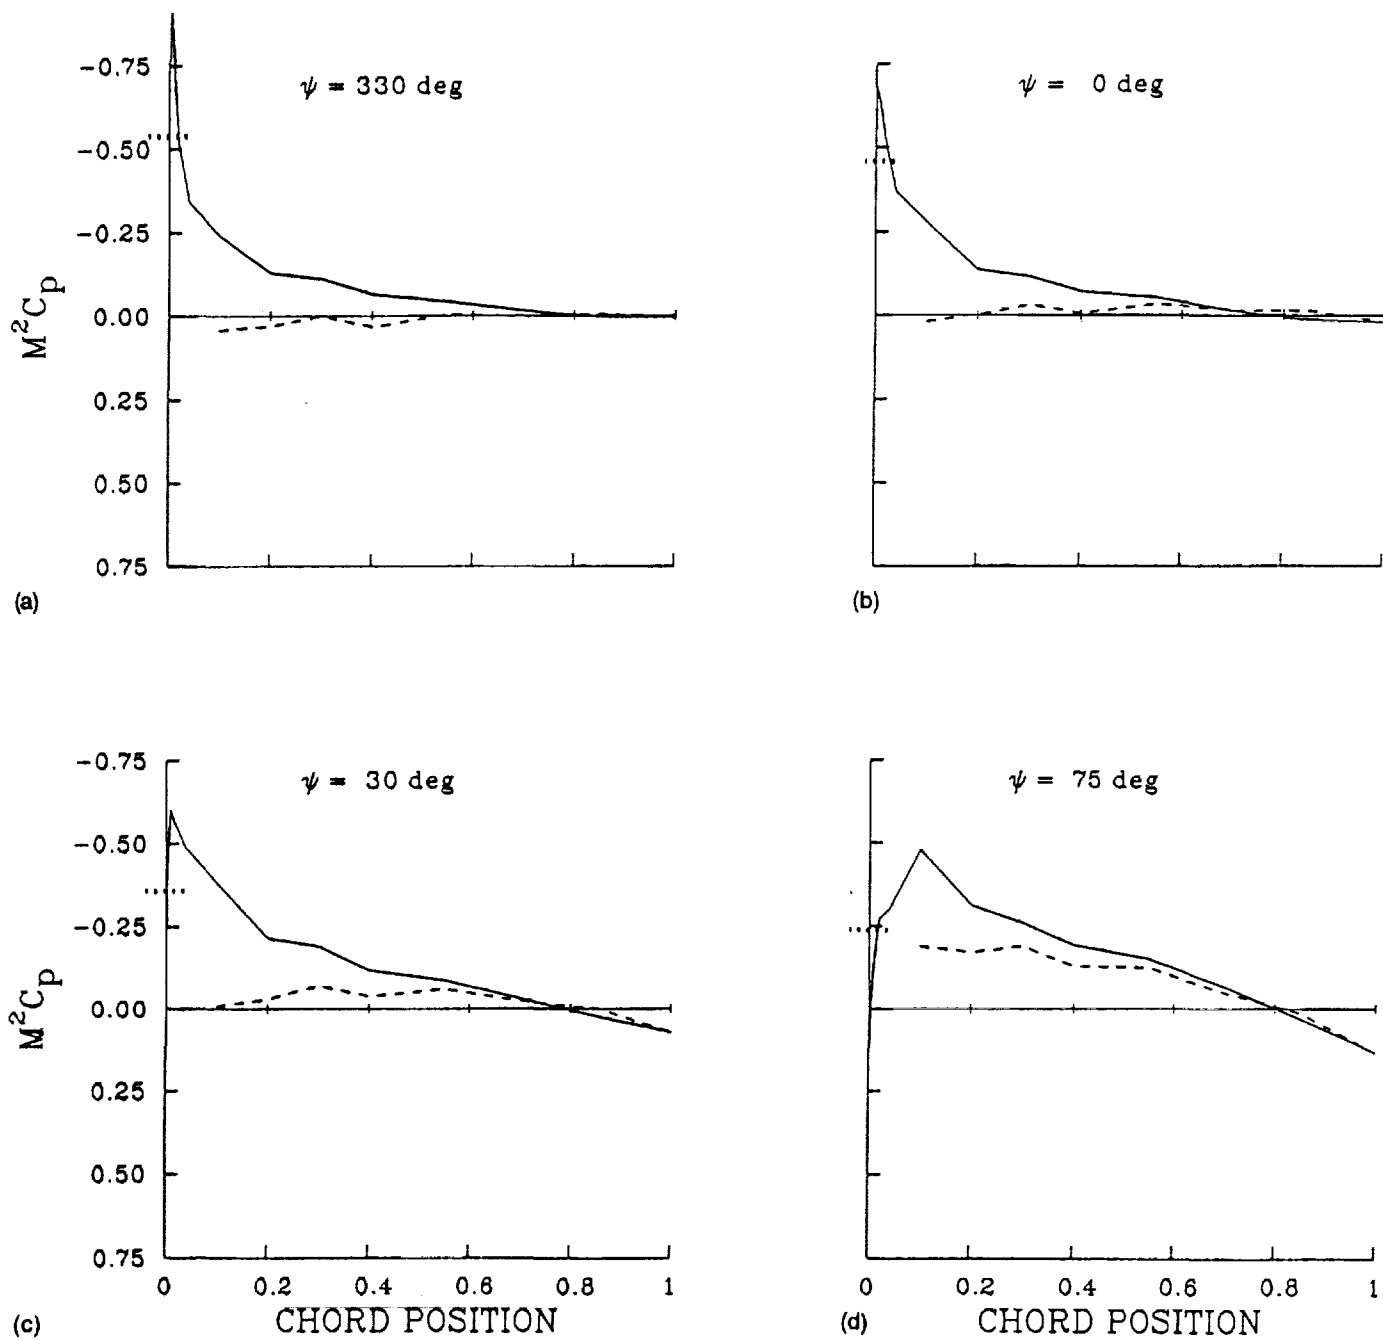 -0.75
-0.50
-0.25
0.00
0.25
0.50
0.75
M²Cp
ψ = 330 deg
(a)
ψ = 0 deg
(b)
-0.75
-0.50
-0.25
0.00
0.25
0.50
0.75
M²Cp
ψ = 30 deg
0 0.2 0.4 0.6 0.8 1
CHORD POSITION
(c)
ψ = 75 deg
0 0.2 0.4 0.6 0.8 1
CHORD POSITION
(d)